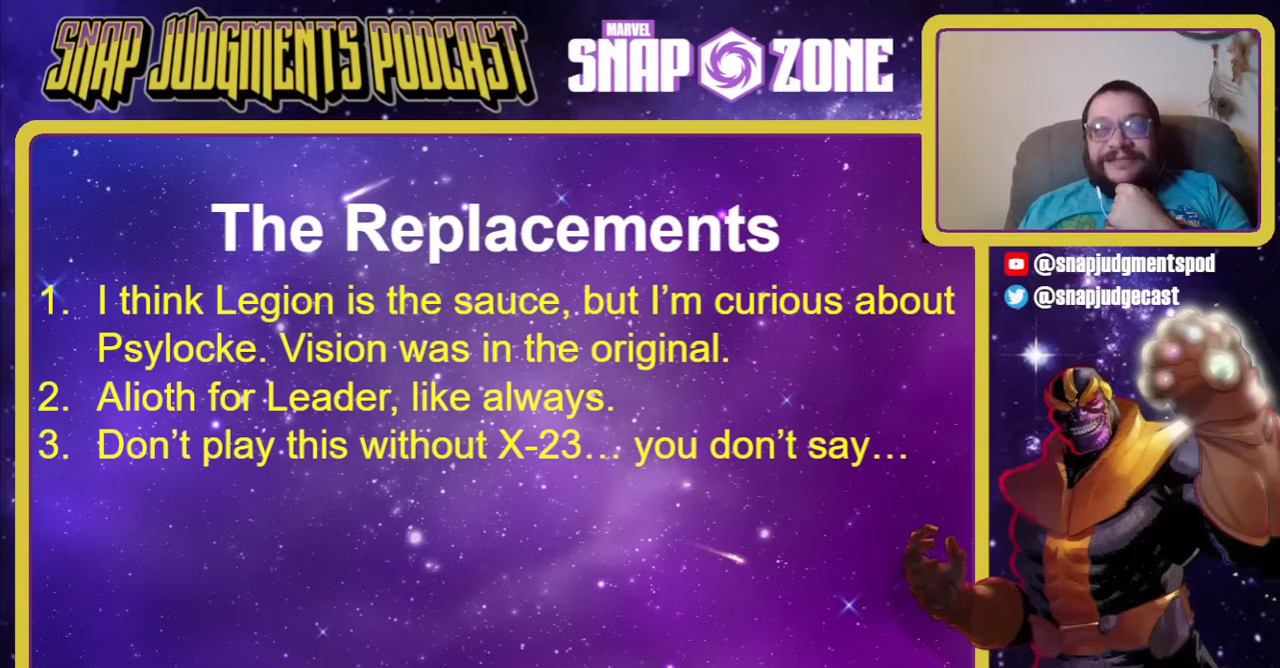 SNAP JUDGMENTS PODCAST
MARVEL
SNAP ZONE
The Replacements
1. I think Legion is the sauce, but I’m curious about
Psylocke. Vision was in the original.
2. Alioth for Leader, like always.
3. Don’t play this without X-23… you don’t say…
@snapjudgmentspod
@snapjudgecast